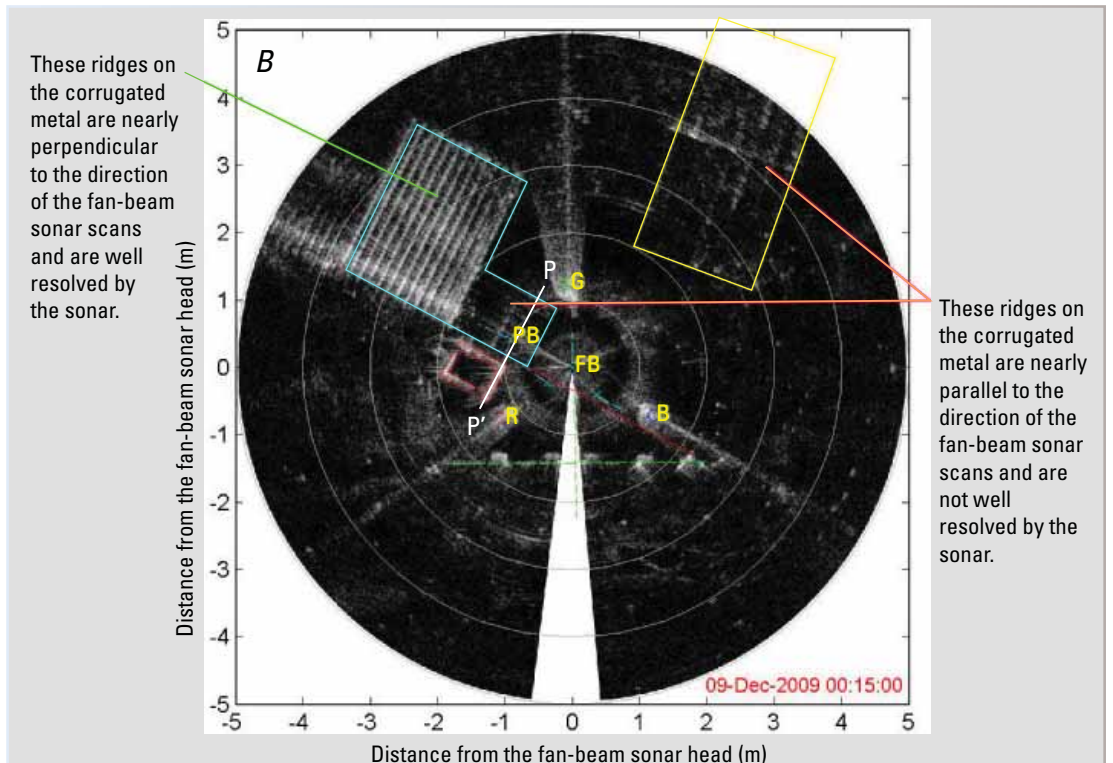 B
These ridges on
the corrugated
metal are nearly
perpendicular
to the direction
of the fan-beam
sonar scans
and are well
resolved by
the sonar.
Distance from the fan-beam sonar head (m)
5
4
3
2
1
0
-1
-2
-3
-4
-5
P
G
PB
FB
R
B
P’
These ridges on
the corrugated
metal are nearly
parallel to the
direction of the
fan-beam sonar
scans and are
not well
resolved by the
sonar.
09-Dec-2009 00:15:00
-5 -4 -3 -2 -1 0 1 2 3 4 5
Distance from the fan-beam sonar head (m)